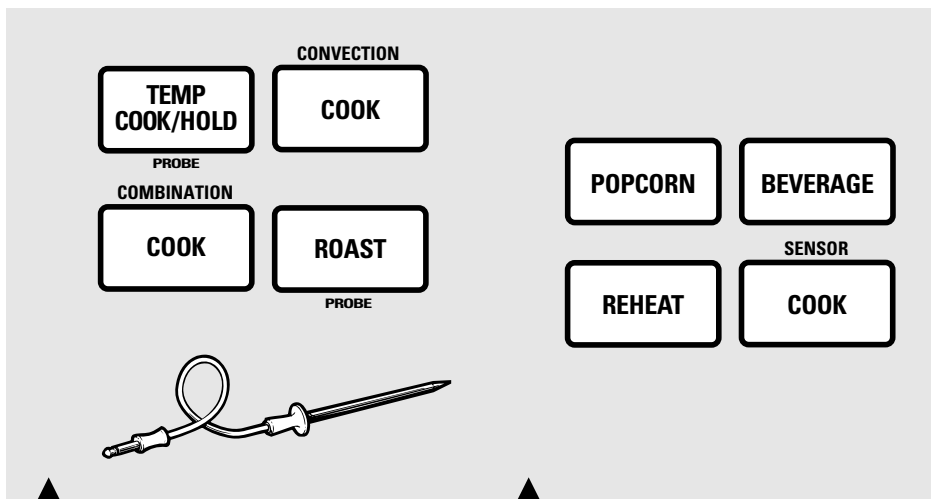 CONVECTION
TEMP
COOK/HOLD
COOK
PROBE
COMBINATION
COOK
ROAST
PROBE
POPCORN
BEVERAGE
SENSOR
REHEAT
COOK